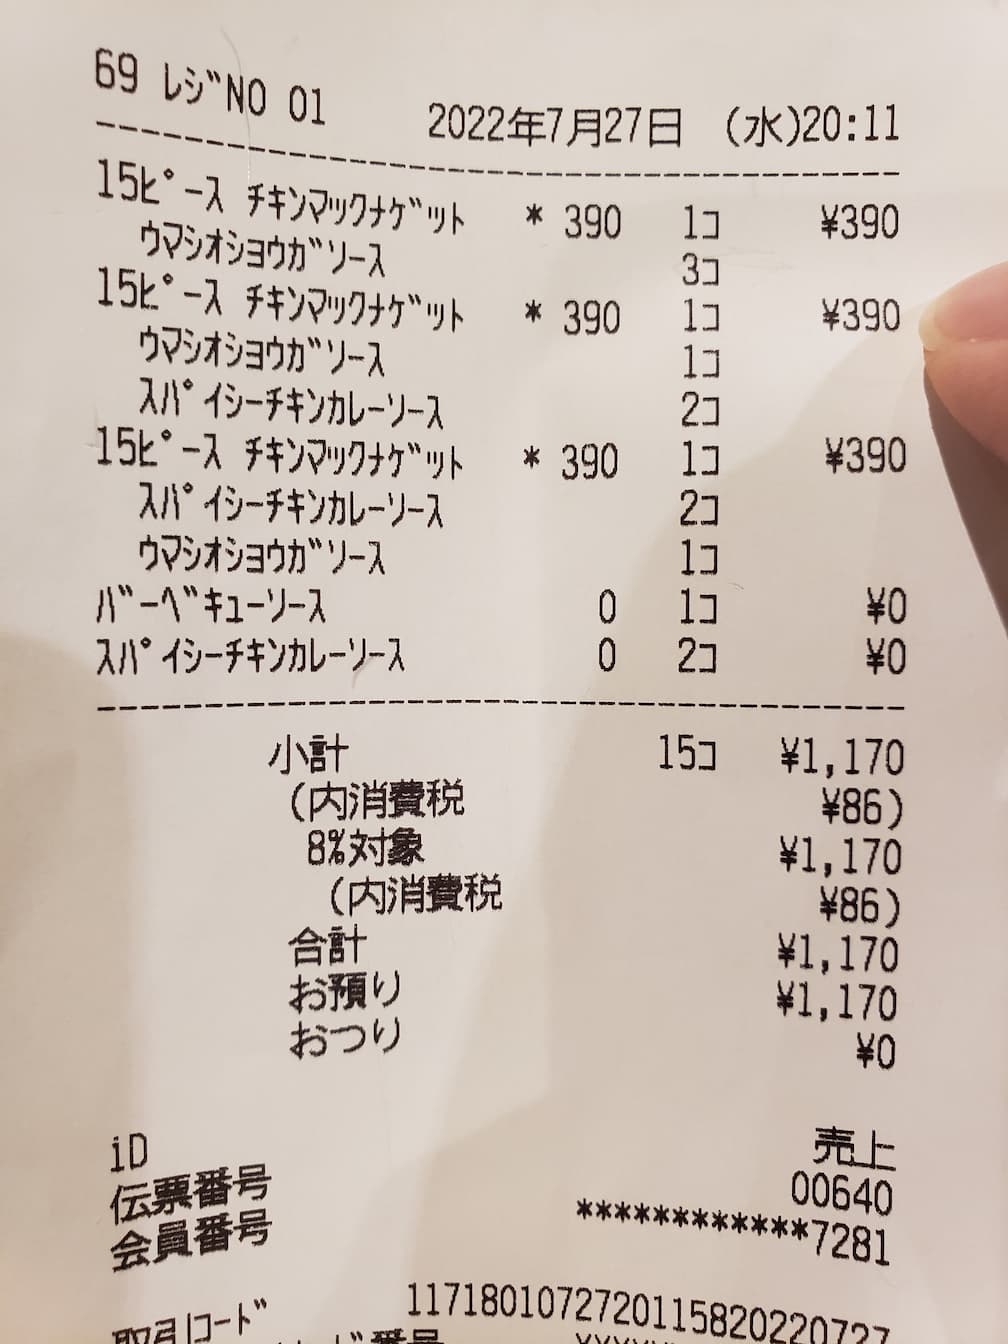 69 レジNO 01 2022年7月27日 (水)20:11
15ピース チキンマックナゲット * 390 1コ ¥390
ウマシオショウガソース 3コ
15ピース チキンマックナゲット * 390 1コ ¥390
ウマシオショウガソース 1コ
スパイシーチキンカレーソース 2コ
15ピース チキンマックナゲット * 390 1コ ¥390
スパイシーチキンカレーソース 2コ
ウマシオショウガソース 1コ
バーベキューソース 0 1コ ¥0
スパイシーチキンカレーソース 0 2コ ¥0
小計 15コ ¥1,170
(内消費税 ¥86)
8%対象 ¥1,170
(内消費税 ¥86)
合計 ¥1,170
お預り ¥1,170
おつり ¥0
iD 売上
伝票番号 00640
会員番号 ************7281
取引コード 1171801072720115820220727